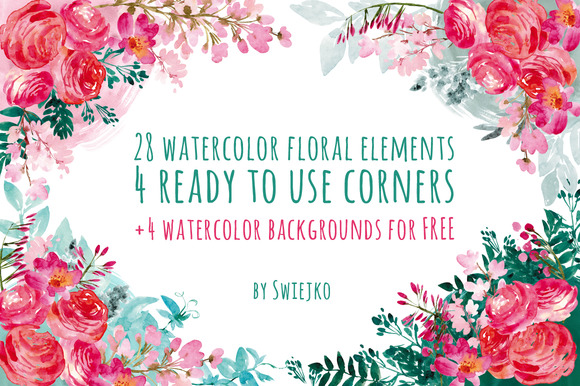 28 WATERCOLOR FLORAL ELEMENTS
4 READY TO USE CORNERS
+4 WATERCOLOR BACKGROUNDS FOR FREE
BY SWIEJKO